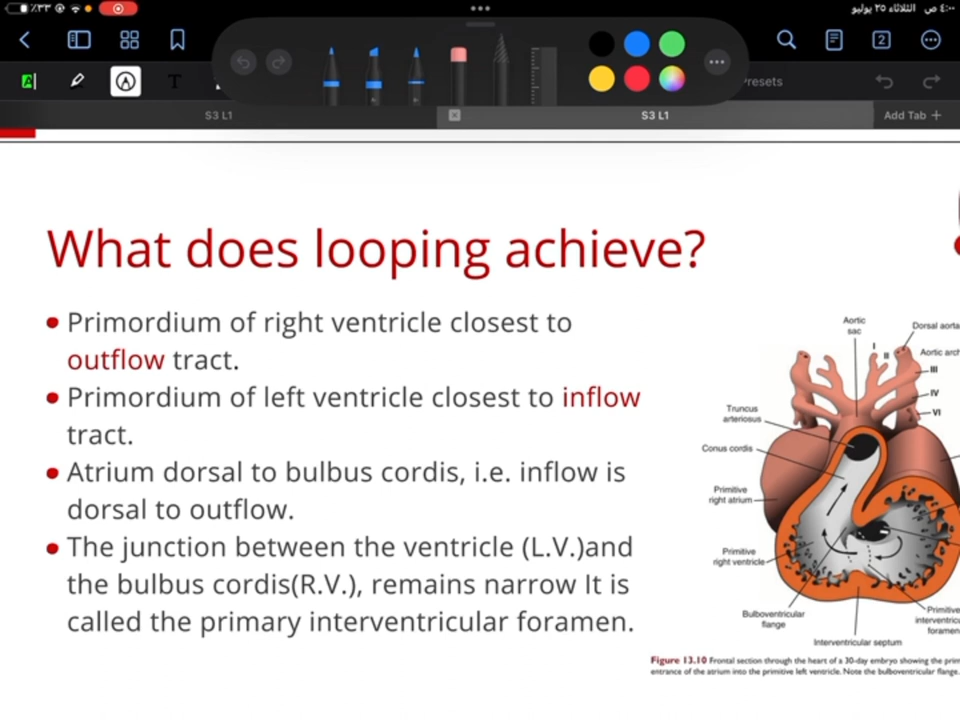 ٤:٠٠ ص الثلاثاء ٢٥ يوليو
٪٣٣
2
A
T
Presets
S3 L1
S3 L1
Add Tab +
What does looping achieve?
Primordium of right ventricle closest to
outflow tract.
Primordium of left ventricle closest to inflow
tract.
Atrium dorsal to bulbus cordis, i.e. inflow is
dorsal to outflow.
The junction between the ventricle (L.V.)and
the bulbus cordis(R.V.), remains narrow It is
called the primary interventricular foramen.
Aortic
sac
Dorsal aorta
I
II
Aortic arch
III
IV
VI
Truncus
arteriosus
Conus cordis
Primitive
right atrium
Primitive
right ventricle
Bulboventricular
flange
Primitive
interventricu
foramen
Interventricular septum
Figure 13.10 Frontal section through the heart of a 30-day embryo showing the prim
entrance of the atrium into the primitive left ventricle. Note the bulboventricular flange.